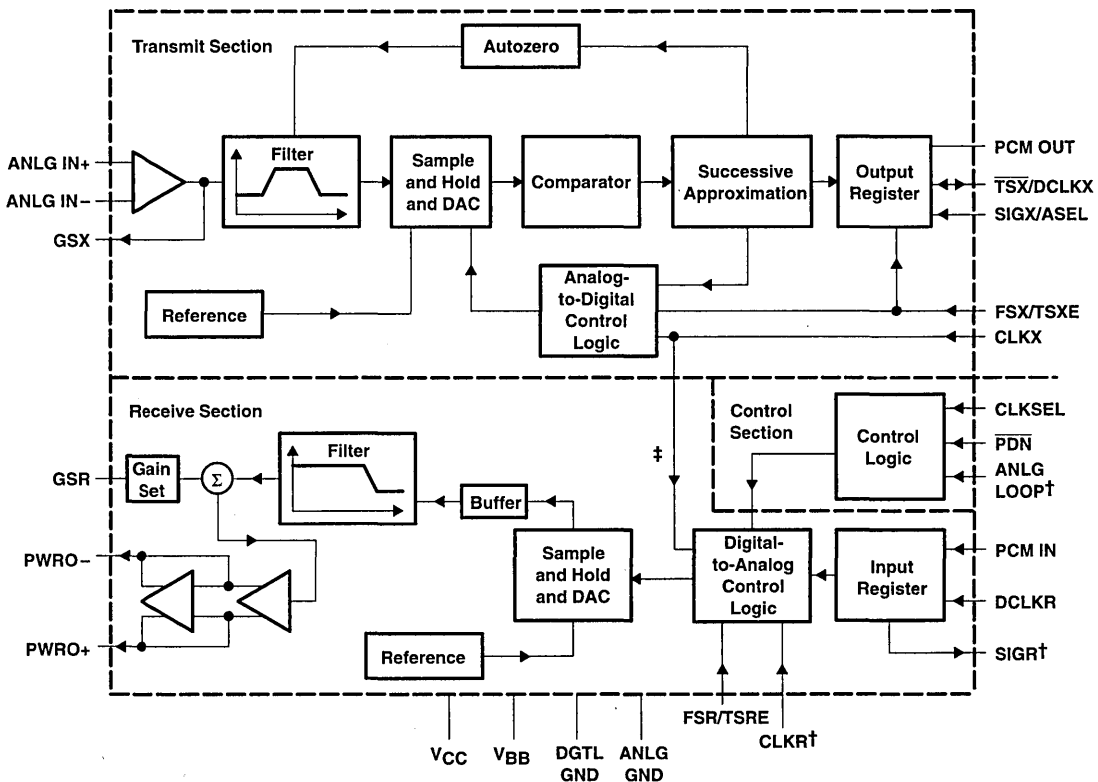 Transmit Section
Autozero
ANLG IN+
ANLG IN−
GSX
Filter
Sample
and Hold
and DAC
Comparator
Successive
Approximation
Output
Register
PCM OUT
T̅S̅X̅/DCLKX
SIGX/ASEL
Reference
Analog-
to-Digital
Control
Logic
FSX/TSXE
CLKX
Receive Section
Control
Section
Control
Logic
CLKSEL
P̅D̅N̅
ANLG
LOOP†
‡
GSR
Gain
Set
Σ
Filter
Buffer
PWRO−
PWRO+
Sample
and Hold
and DAC
Digital-
to-Analog
Control
Logic
Input
Register
PCM IN
DCLKR
SIGR†
Reference
FSR/TSRE
CLKR†
VCC
VBB
DGTL
GND
ANLG
GND